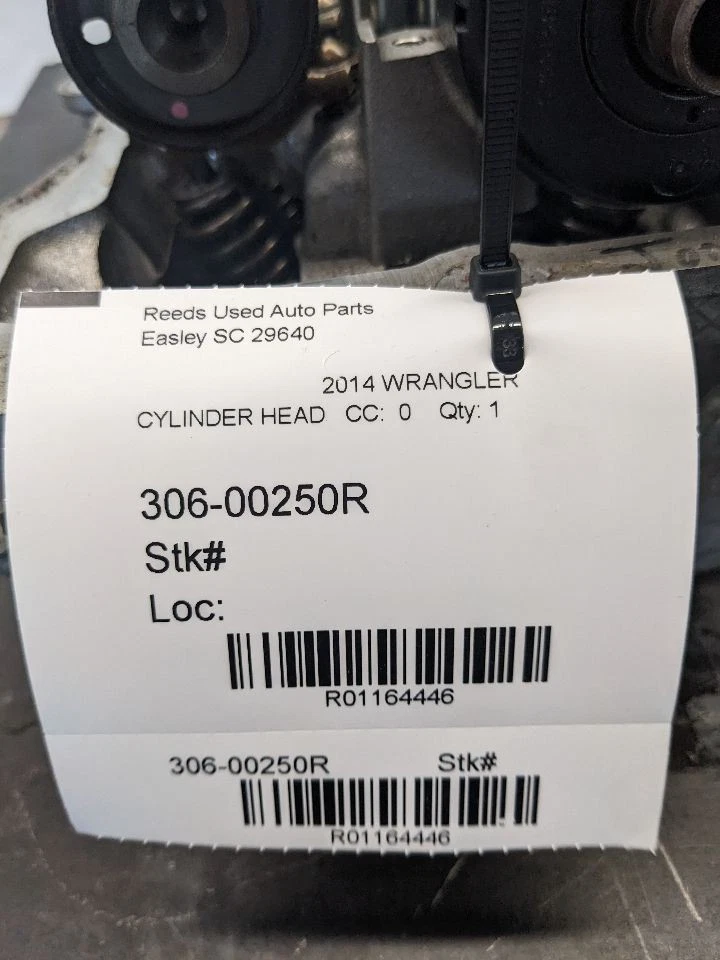 Reeds Used Auto Parts
Easley SC 29640
2014 WRANGLER
CYLINDER HEAD CC: 0 Qty: 1
306-00250R
Stk#
Loc:
R01164446
306-00250R Stk#
R01164446